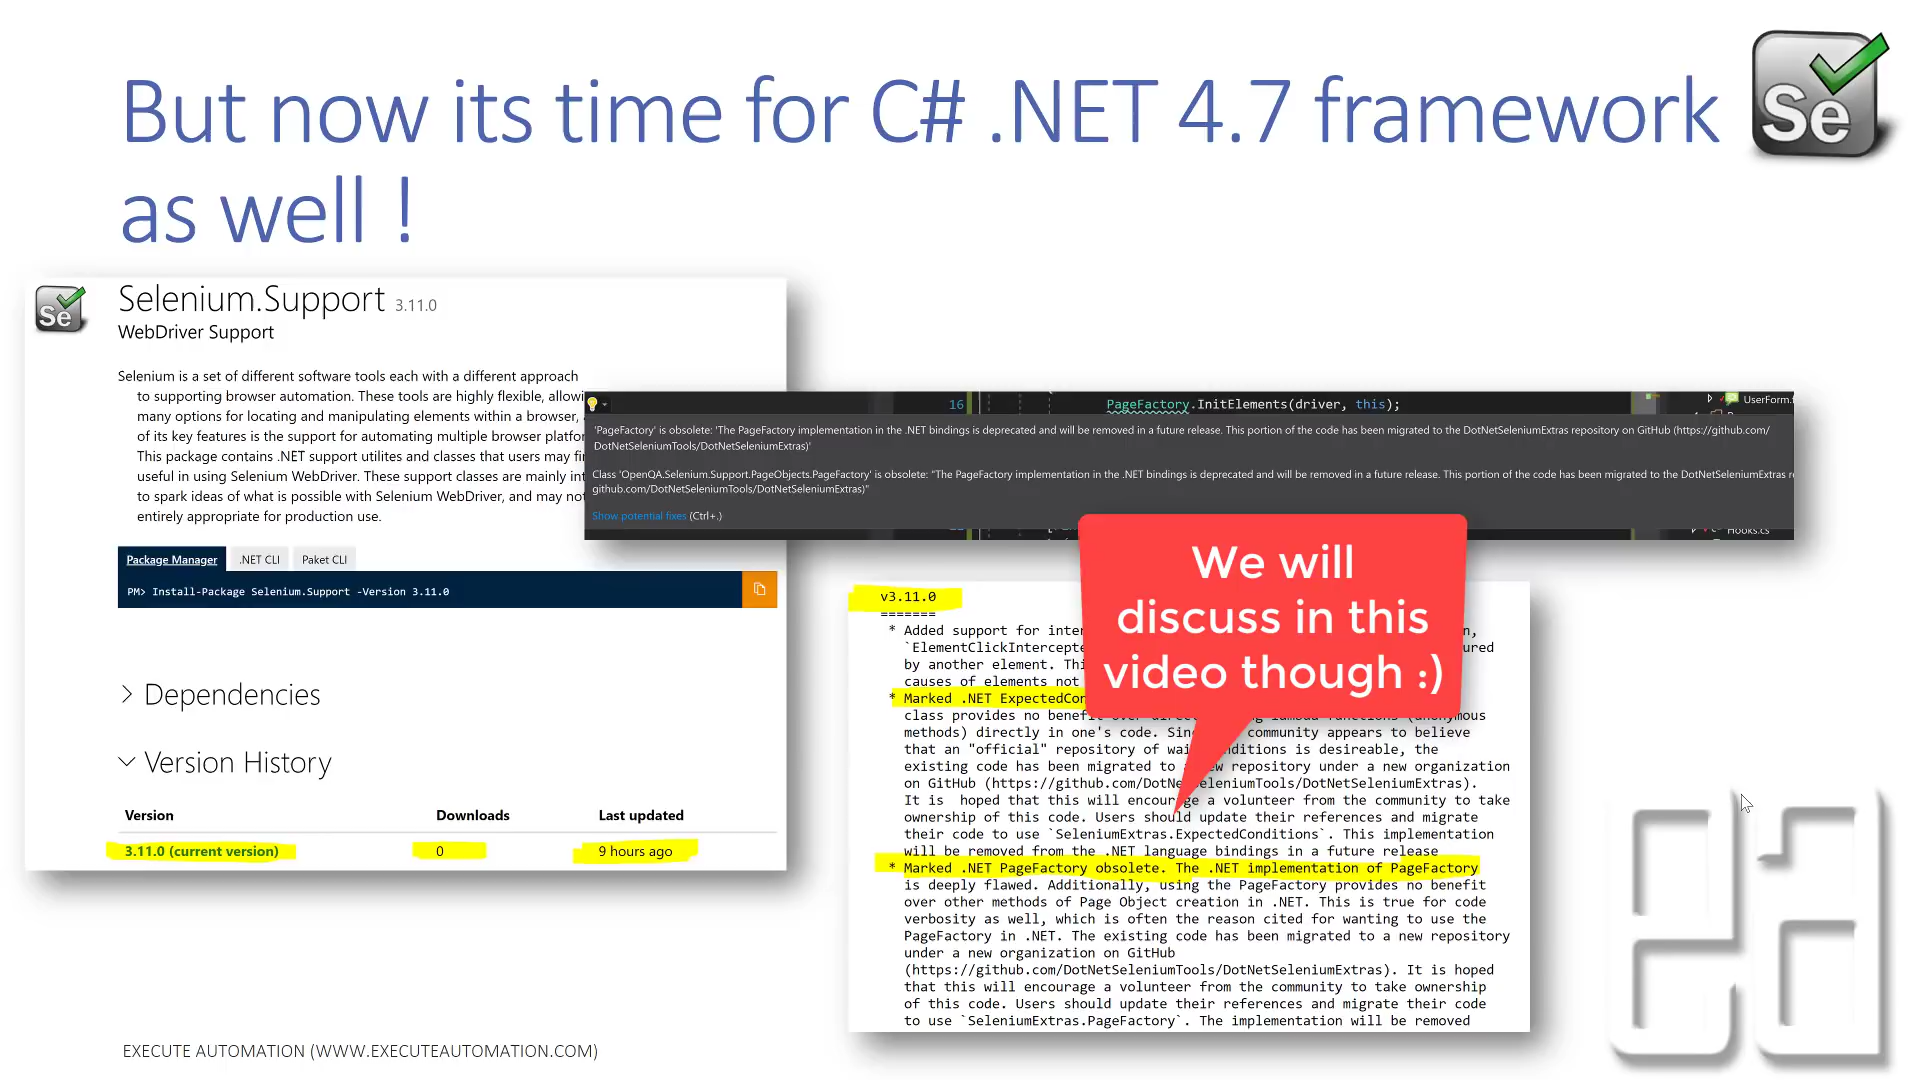 But now its time for C# .NET 4.7 framework
as well !
Se
Se
Selenium.Support 3.11.0
WebDriver Support
Selenium is a set of different software tools each with a different approach
to supporting browser automation. These tools are highly flexible, allowi
many options for locating and manipulating elements within a browser,
of its key features is the support for automating multiple browser platfor
This package contains .NET support utilites and classes that users may fi
useful in using Selenium WebDriver. These support classes are mainly int
to spark ideas of what is possible with Selenium WebDriver, and may not
entirely appropriate for production use.
Package Manager .NET CLI Paket CLI
PM> Install-Package Selenium.Support -Version 3.11.0
Dependencies
Version History
Version Downloads Last updated
3.11.0 (current version) 0 9 hours ago
16 PageFactory.InitElements(driver, this);
UserForm.f
'PageFactory' is obsolete: 'The PageFactory implementation in the .NET bindings is deprecated and will be removed in a future release. This portion of the code has been migrated to the DotNetSeleniumExtras repository on GitHub (https://github.com/
DotNetSeleniumTools/DotNetSeleniumExtras)'
Class 'OpenQA.Selenium.Support.PageObjects.PageFactory' is obsolete: "The PageFactory implementation in the .NET bindings is deprecated and will be removed in a future release. This portion of the code has been migrated to the DotNetSeleniumExtras re
github.com/DotNetSeleniumTools/DotNetSeleniumExtras)"
Show potential fixes (Ctrl+.)
Hooks.cs
We will
discuss in this
video though :)
v3.11.0
=======
* Added support for inter n,
`ElementClickIntercepte ured
by another element. Thi
causes of elements not
* Marked .NET ExpectedCon
class provides no benefit over (anonymous
methods) directly in one's code. Sin community appears to believe
that an "official" repository of wai nditions is desireable, the
existing code has been migrated to w repository under a new organization
on GitHub (https://github.com/DotNetSeleniumTools/DotNetSeleniumExtras).
It is hoped that this will encourage a volunteer from the community to take
ownership of this code. Users should update their references and migrate
their code to use `SeleniumExtras.ExpectedConditions`. This implementation
will be removed from the .NET language bindings in a future release
* Marked .NET PageFactory obsolete. The .NET implementation of PageFactory
is deeply flawed. Additionally, using the PageFactory provides no benefit
over other methods of Page Object creation in .NET. This is true for code
verbosity as well, which is often the reason cited for wanting to use the
PageFactory in .NET. The existing code has been migrated to a new repository
under a new organization on GitHub
(https://github.com/DotNetSeleniumTools/DotNetSeleniumExtras). It is hoped
that this will encourage a volunteer from the community to take ownership
of this code. Users should update their references and migrate their code
to use `SeleniumExtras.PageFactory`. The implementation will be removed
ea
EXECUTE AUTOMATION (WWW.EXECUTEAUTOMATION.COM)